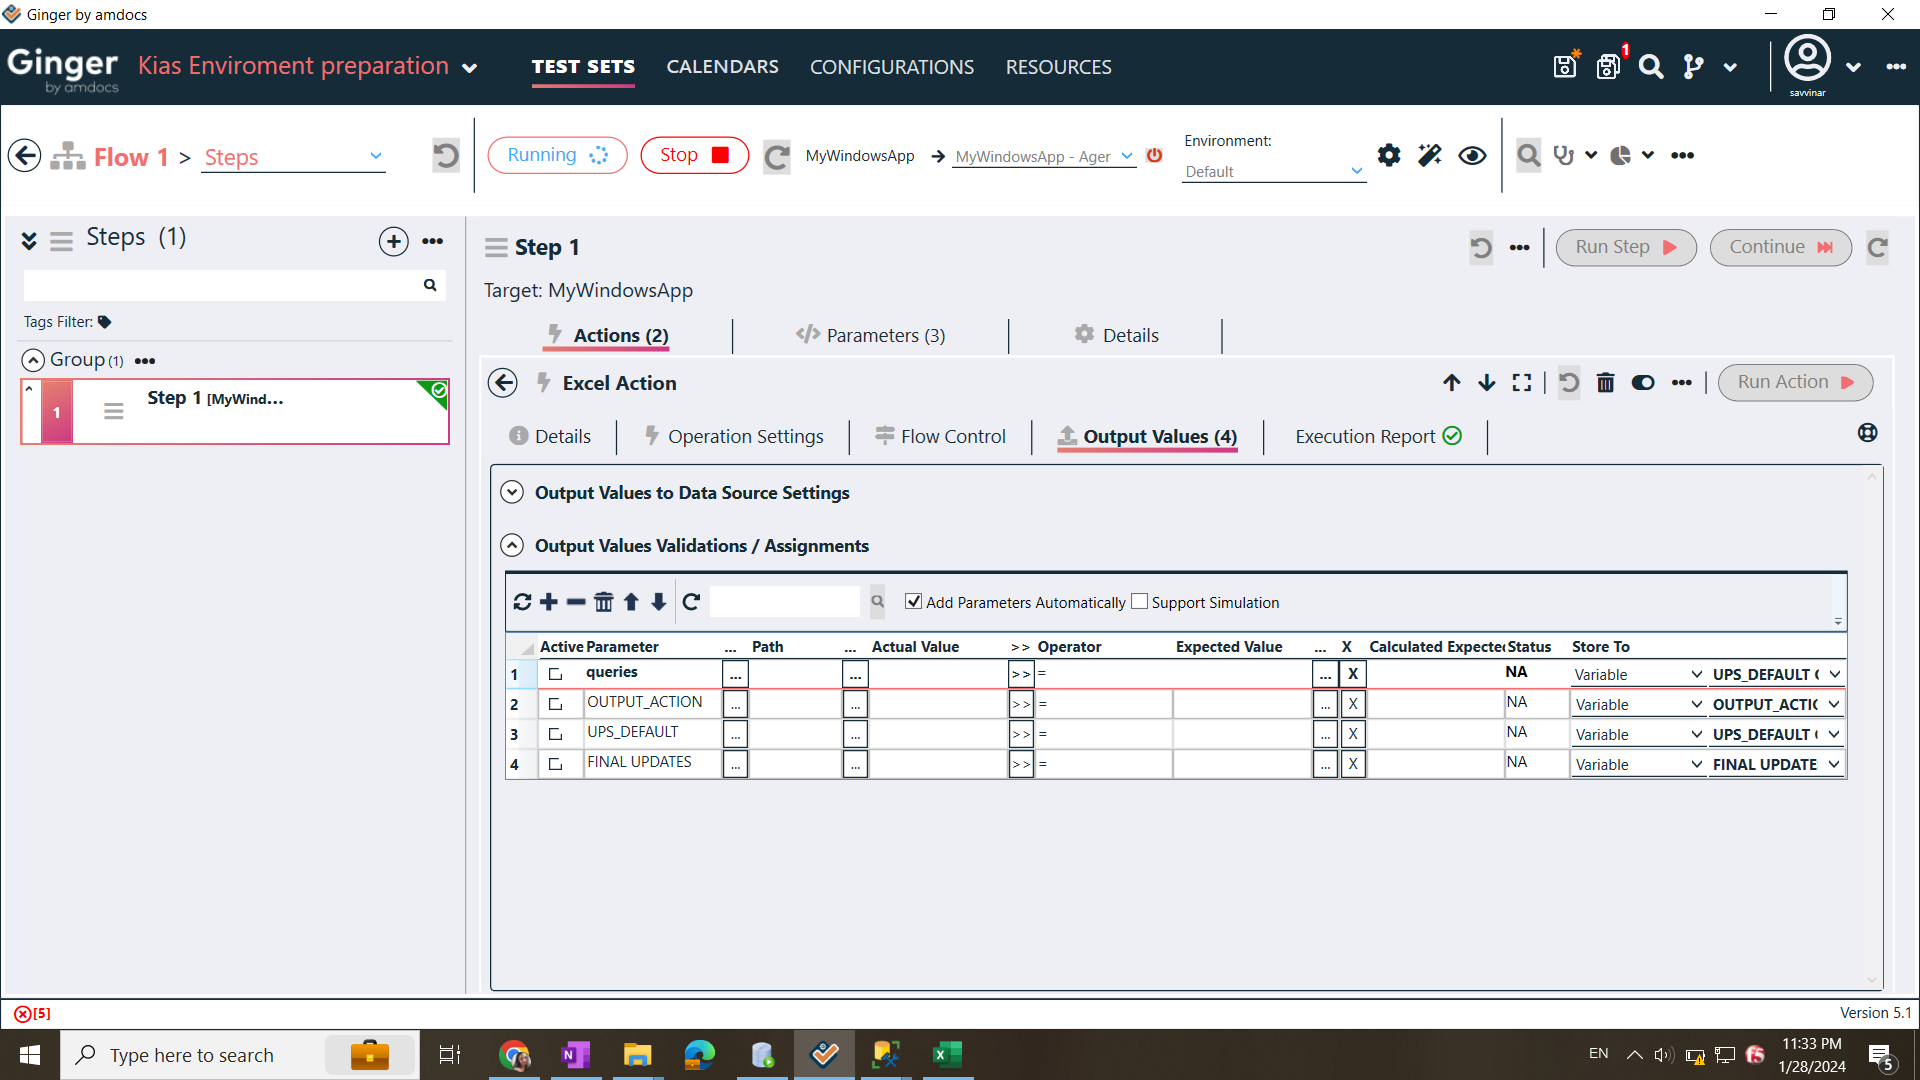 Ginger by amdocs
Ginger
by amdocs
Kias Enviroment preparation
TEST SETS
CALENDARS
CONFIGURATIONS
RESOURCES
1
savvinar
Flow 1 > Steps
Running
Stop
MyWindowsApp
MyWindowsApp - Ager
Environment:
Default
Steps (1)
Tags Filter:
Group (1)
1
Step 1 [MyWind...
Step 1
Run Step
Continue
Target: MyWindowsApp
Actions (2)
Parameters (3)
Details
Excel Action
Run Action
Details
Operation Settings
Flow Control
Output Values (4)
Execution Report
Output Values to Data Source Settings
Output Values Validations / Assignments
Add Parameters Automatically
Support Simulation
Active Parameter ... Path ... Actual Value >> Operator Expected Value ... X Calculated Expected Status Store To
1 queries ... ... >> = ... X NA Variable UPS_DEFAULT
2 OUTPUT_ACTION ... ... >> = ... X NA Variable OUTPUT_ACTIO
3 UPS_DEFAULT ... ... >> = ... X NA Variable UPS_DEFAULT
4 FINAL UPDATES ... ... >> = ... X NA Variable FINAL UPDATE
[5]
Version 5.1
Type here to search
EN
11:33 PM
1/28/2024
5